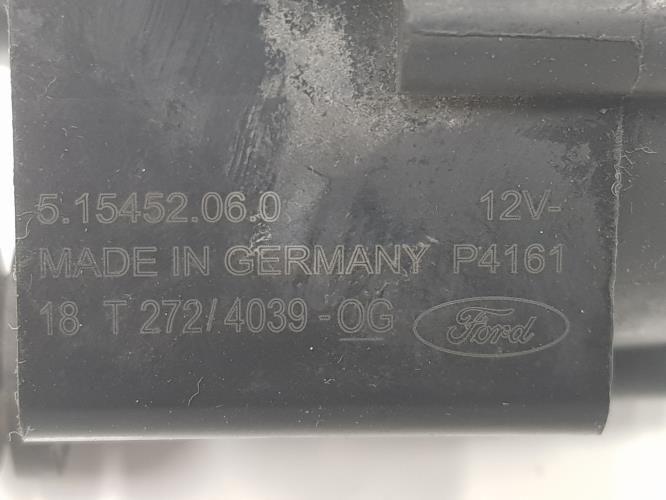 5.15452.06.0 12V-
MADE IN GERMANY P4161
18 T 272/4039-OG Ford